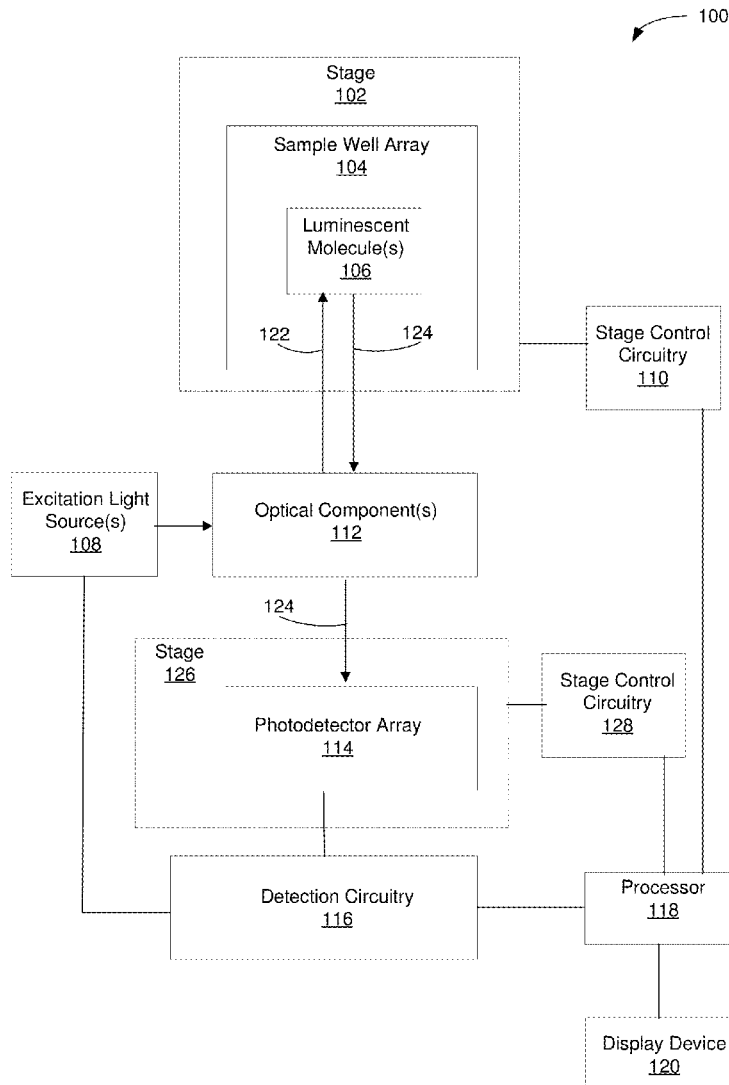 100
Stage
102
Sample Well Array
104
Luminescent
Molecule(s)
106
122
124
Stage Control
Circuitry
110
Excitation Light
Source(s)
108
Optical Component(s)
112
124
Stage
126
Photodetector Array
114
Stage Control
Circuitry
128
Detection Circuitry
116
Processor
118
Display Device
120